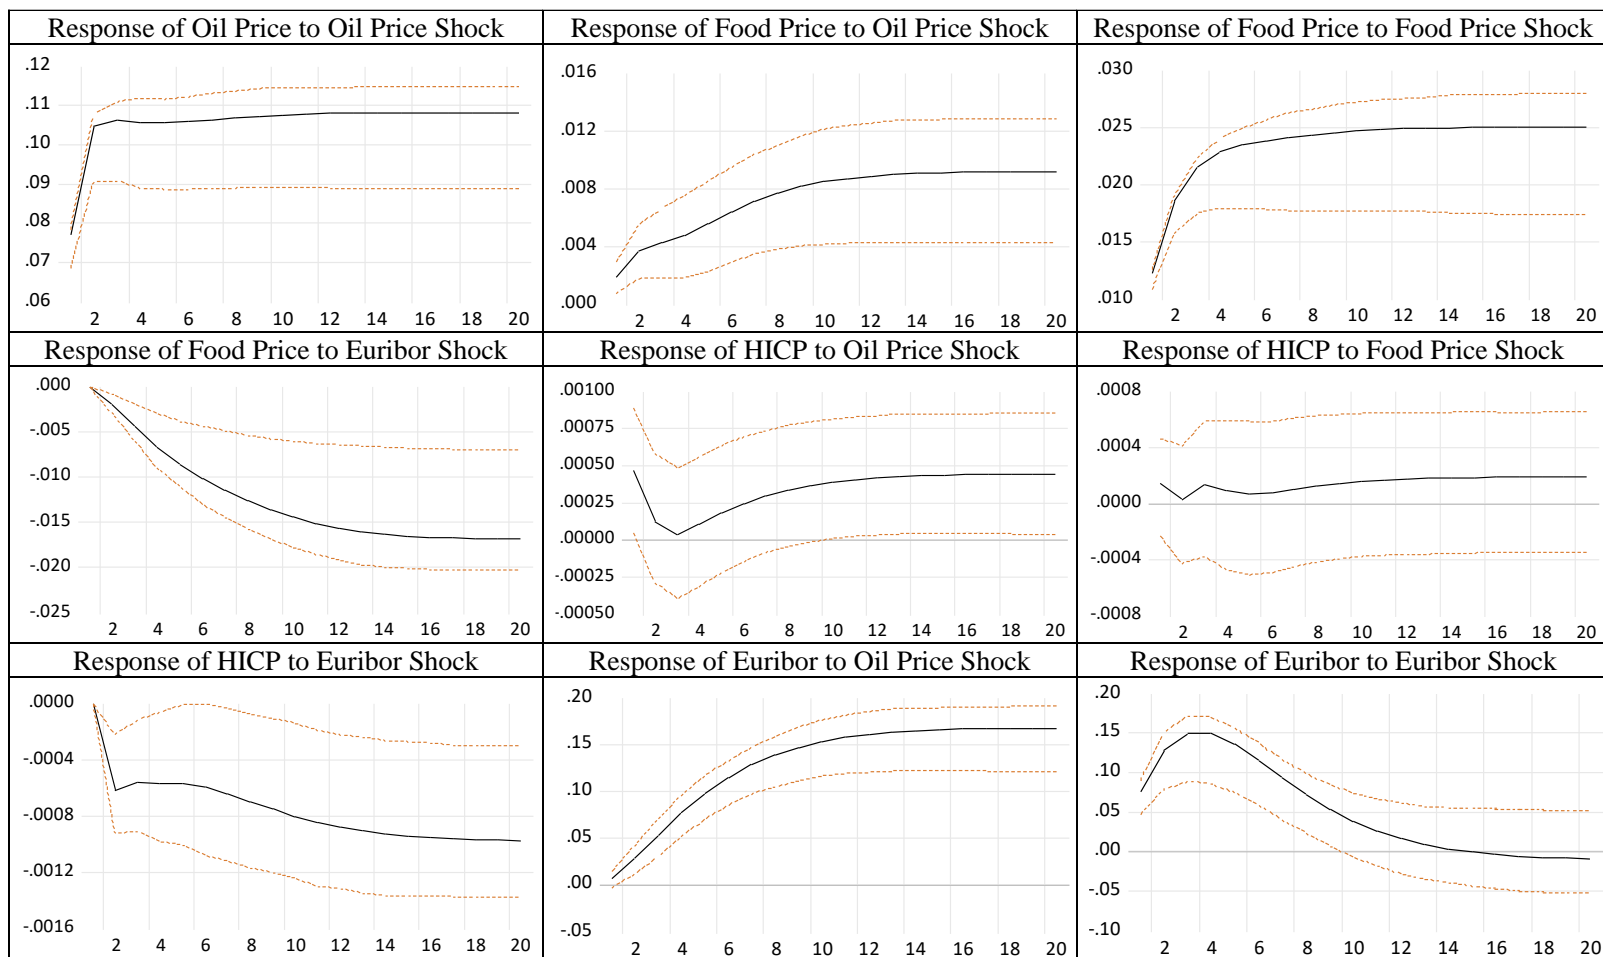 Response of Oil Price to Oil Price Shock
.12
.11
.10
.09
.08
.07
.06
2 4 6 8 10 12 14 16 18 20
Response of Food Price to Oil Price Shock
.016
.012
.008
.004
.000
2 4 6 8 10 12 14 16 18 20
Response of Food Price to Food Price Shock
.030
.025
.020
.015
.010
2 4 6 8 10 12 14 16 18 20
Response of Food Price to Euribor Shock
.000
-.005
-.010
-.015
-.020
-.025
2 4 6 8 10 12 14 16 18 20
Response of HICP to Oil Price Shock
.00100
.00075
.00050
.00025
.00000
-.00025
-.00050
2 4 6 8 10 12 14 16 18 20
Response of HICP to Food Price Shock
.0008
.0004
.0000
-.0004
-.0008
2 4 6 8 10 12 14 16 18 20
Response of HICP to Euribor Shock
.0000
-.0004
-.0008
-.0012
-.0016
2 4 6 8 10 12 14 16 18 20
Response of Euribor to Oil Price Shock
.20
.15
.10
.05
.00
-.05
2 4 6 8 10 12 14 16 18 20
Response of Euribor to Euribor Shock
.20
.15
.10
.05
.00
-.05
-.10
2 4 6 8 10 12 14 16 18 20